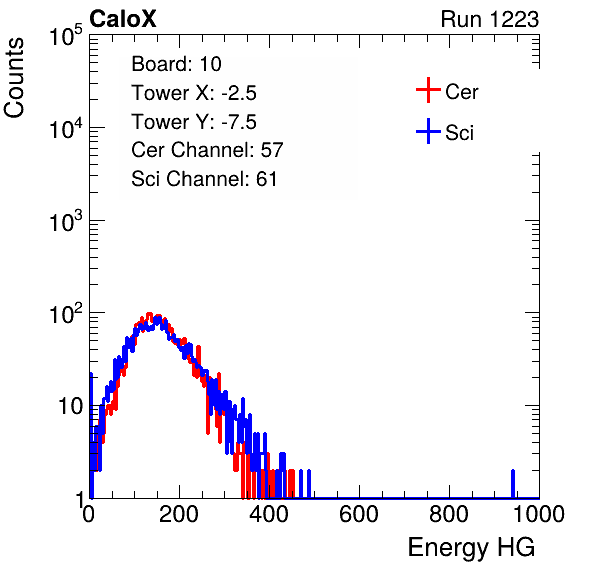 CaloX Run 1223
Counts
10^5
10^4
10^3
10^2
10
1
Board: 10
Tower X: -2.5
Tower Y: -7.5
Cer Channel: 57
Sci Channel: 61
Cer
Sci
0 200 400 600 800 1000
Energy HG